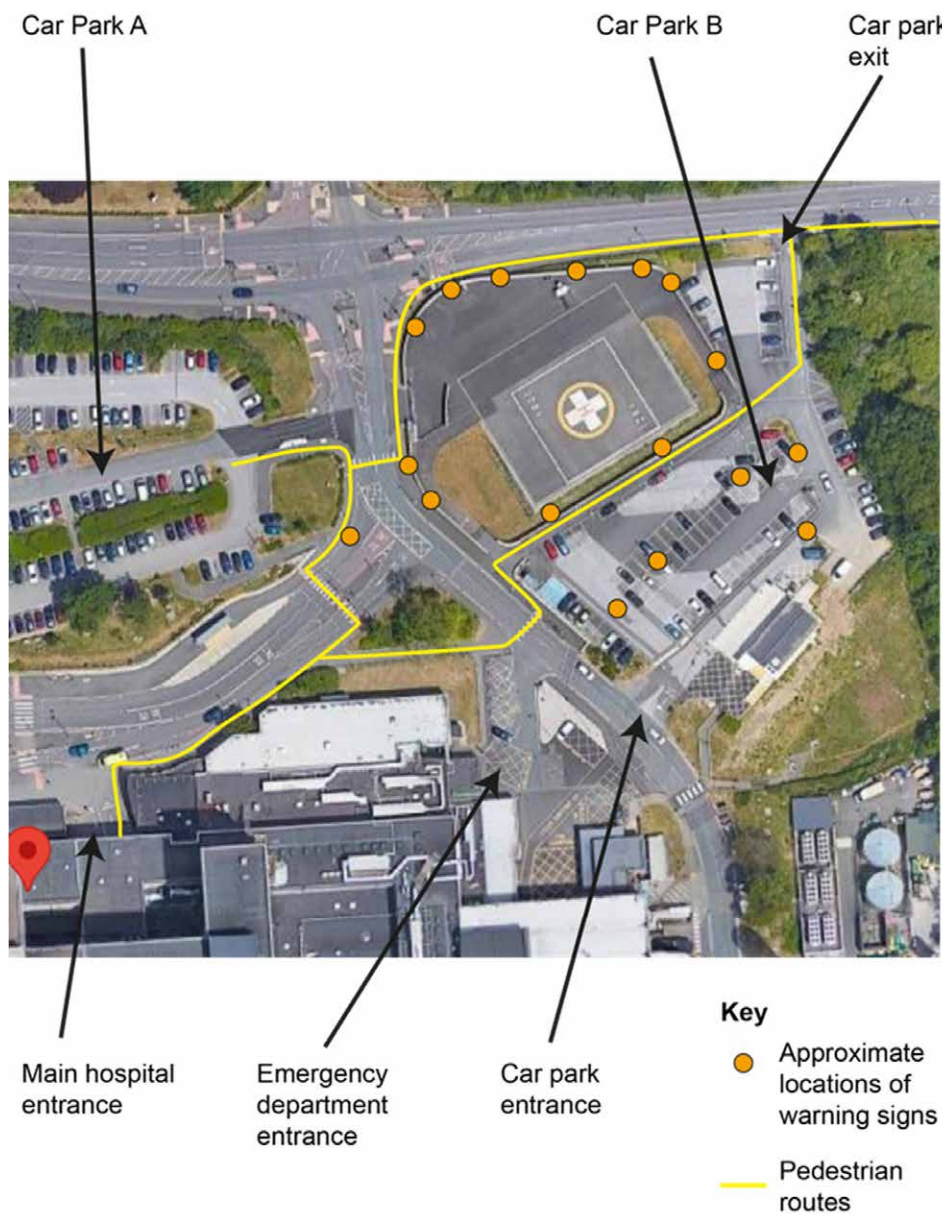 Car Park A
Car Park B
Car park
exit
Main hospital
entrance
Emergency
department
entrance
Car park
entrance
Key
Approximate
locations of
warning signs
Pedestrian
routes